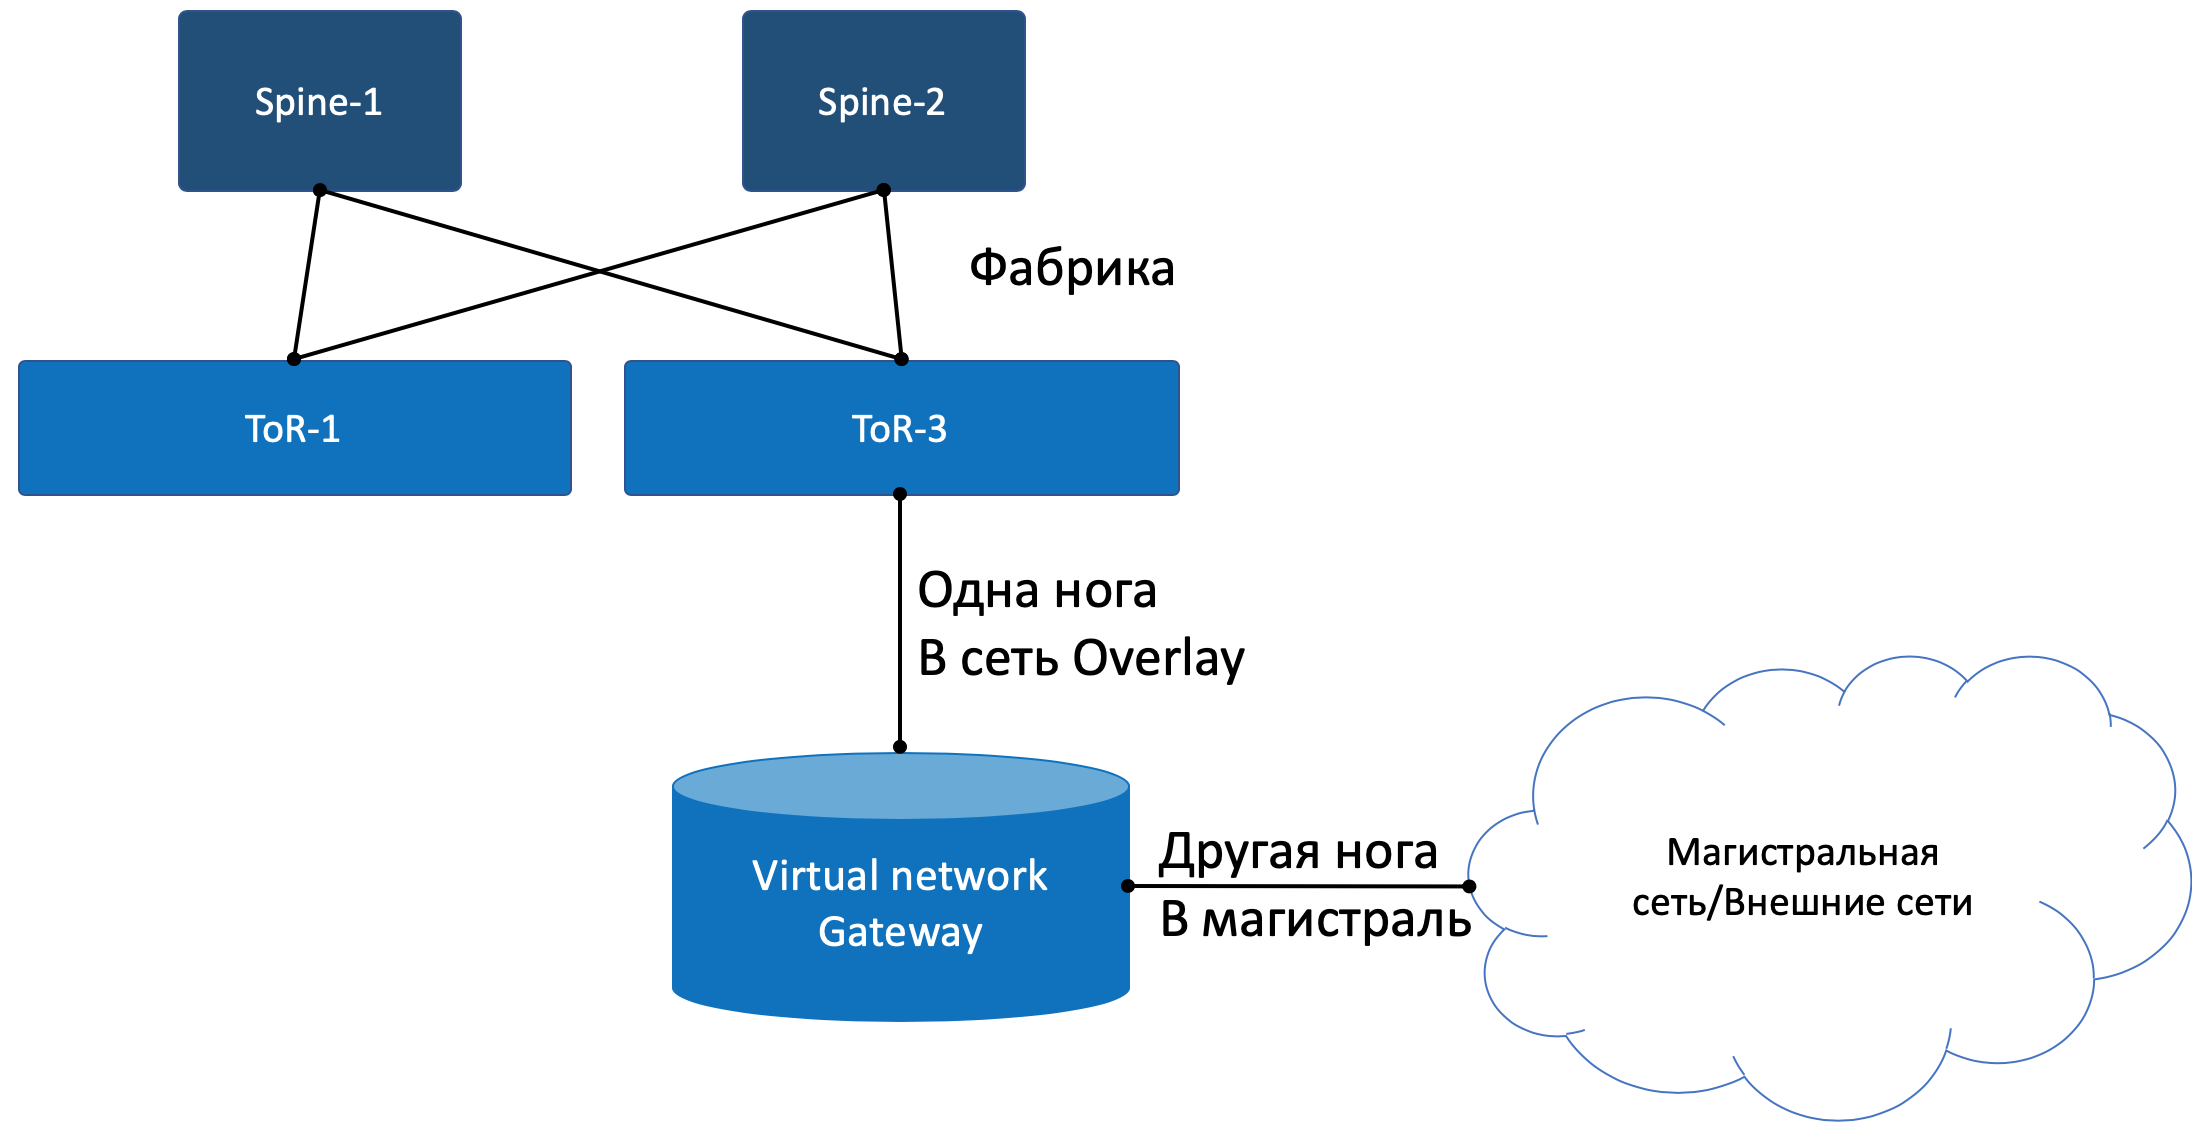 Spine-1
Spine-2
Фабрика
ToR-1
ToR-3
Одна нога
В сеть Overlay
Virtual network
Gateway
Другая нога
В магистраль
Магистральная
сеть/Внешние сети